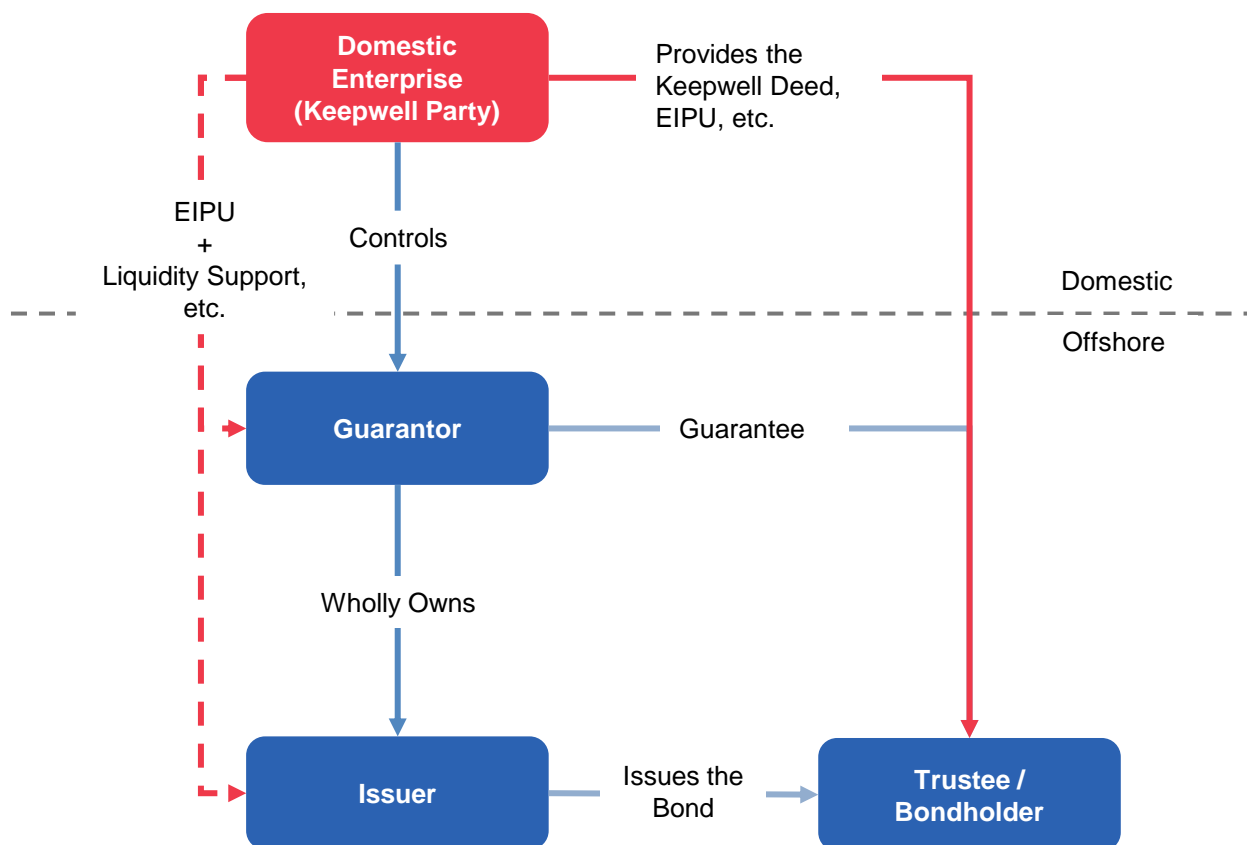 Domestic
Enterprise
(Keepwell Party)
Provides the
Keepwell Deed,
EIPU, etc.
EIPU
+
Liquidity Support,
etc.
Controls
Domestic
Offshore
Guarantor
Guarantee
Wholly Owns
Issuer
Issues the
Bond
Trustee /
Bondholder